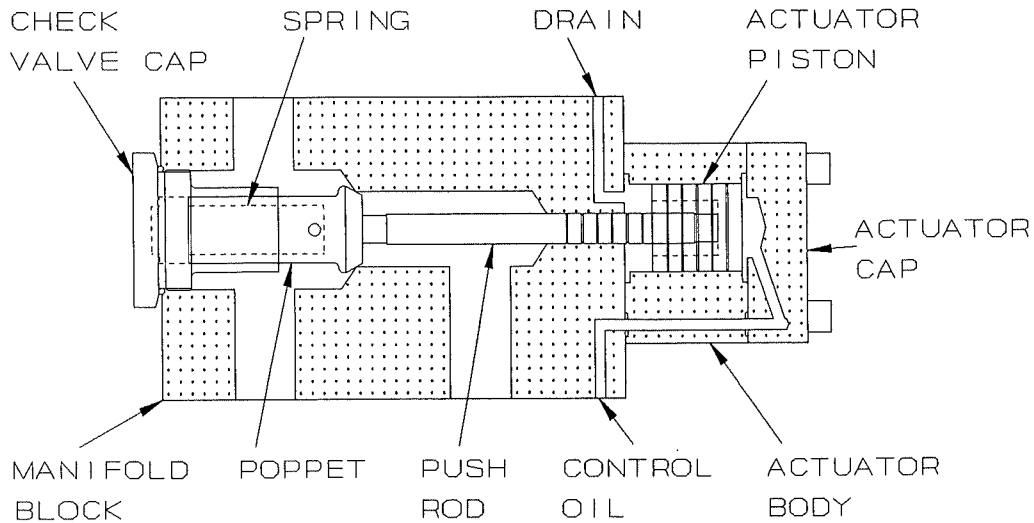 CHECK
VALVE CAP
SPRING
DRAIN
ACTUATOR
PISTON
ACTUATOR
CAP
MANIFOLD
BLOCK
POPPET
PUSH
ROD
CONTROL
OIL
ACTUATOR
BODY